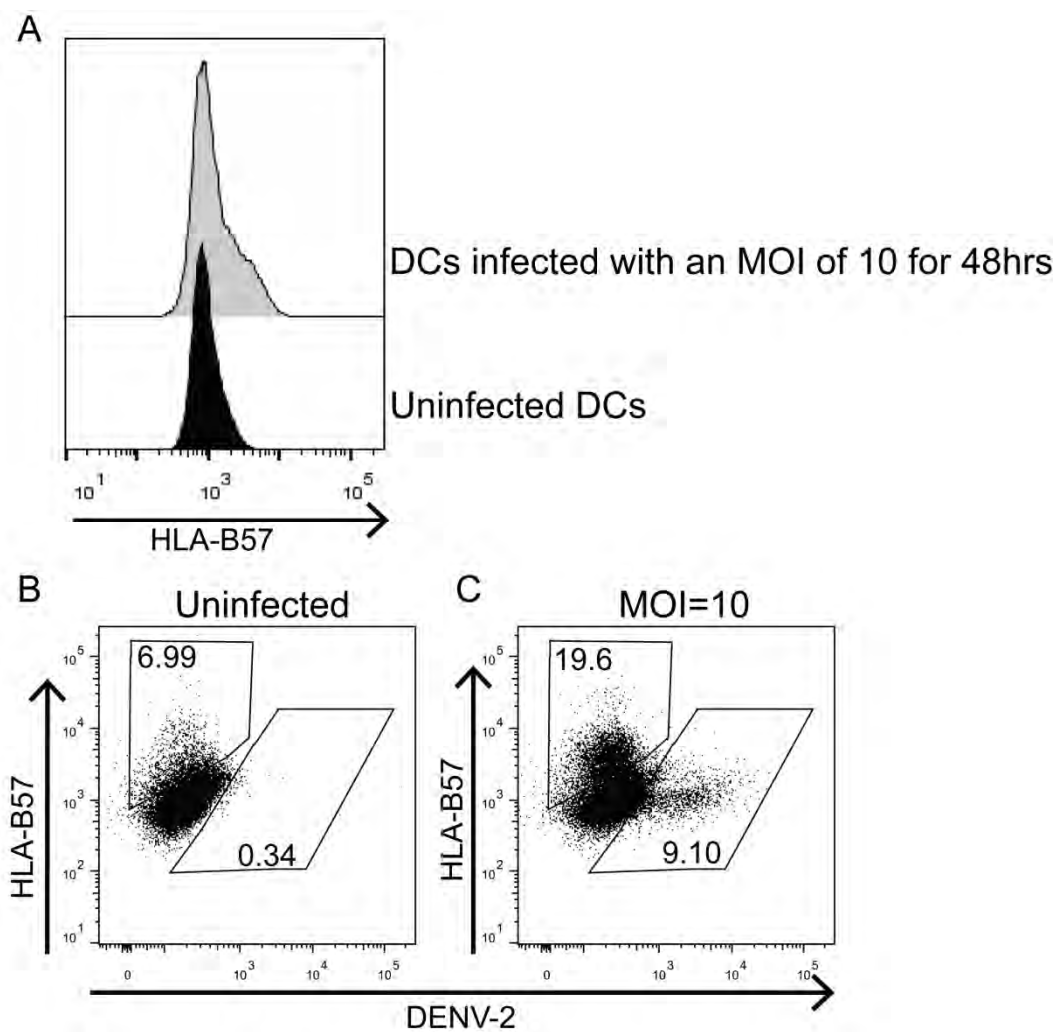 A
DCs infected with an MOI of 10 for 48hrs
Uninfected DCs
10^1 10^3 10^5
HLA-B57
B Uninfected
C MOI=10
10^5
10^4
10^3
10^2
10^1
HLA-B57
6.99
0.34
0 10^3 10^4 10^5
10^5
10^4
10^3
10^2
10^1
HLA-B57
19.6
9.10
0 10^3 10^4 10^5
DENV-2